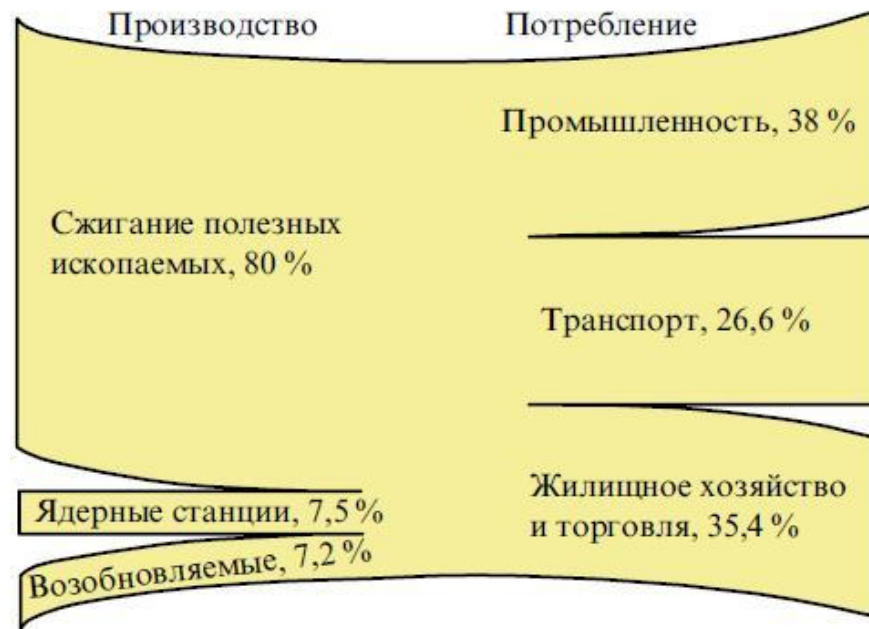 Производство
Потребление
Промышленность, 38 %
Сжигание полезных
ископаемых, 80 %
Транспорт, 26,6 %
Ядерные станции, 7,5 %
Возобновляемые, 7,2 %
Жилищное хозяйство
и торговля, 35,4 %